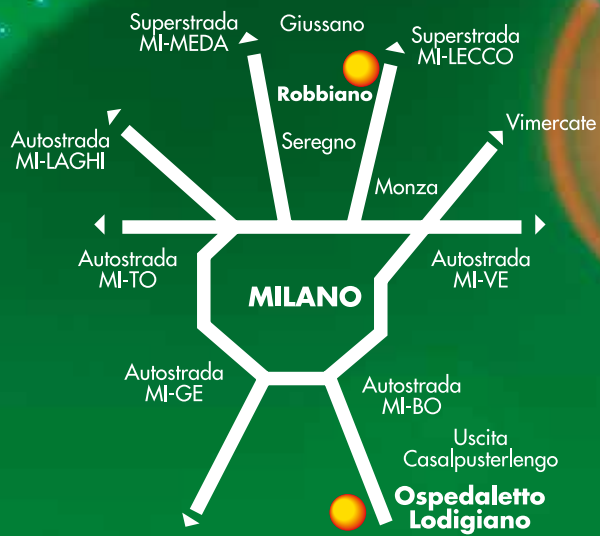 Superstrada
MI-MEDA
Giussano
Superstrada
MI-LECCO
Robbiano
Vimercate
Autostrada
MI-LAGHI
Seregno
Monza
Autostrada
MI-TO
Autostrada
MI-VE
MILANO
Autostrada
MI-GE
Autostrada
MI-BO
Uscita
Casalpusterlengo
Ospedaletto
Lodigiano